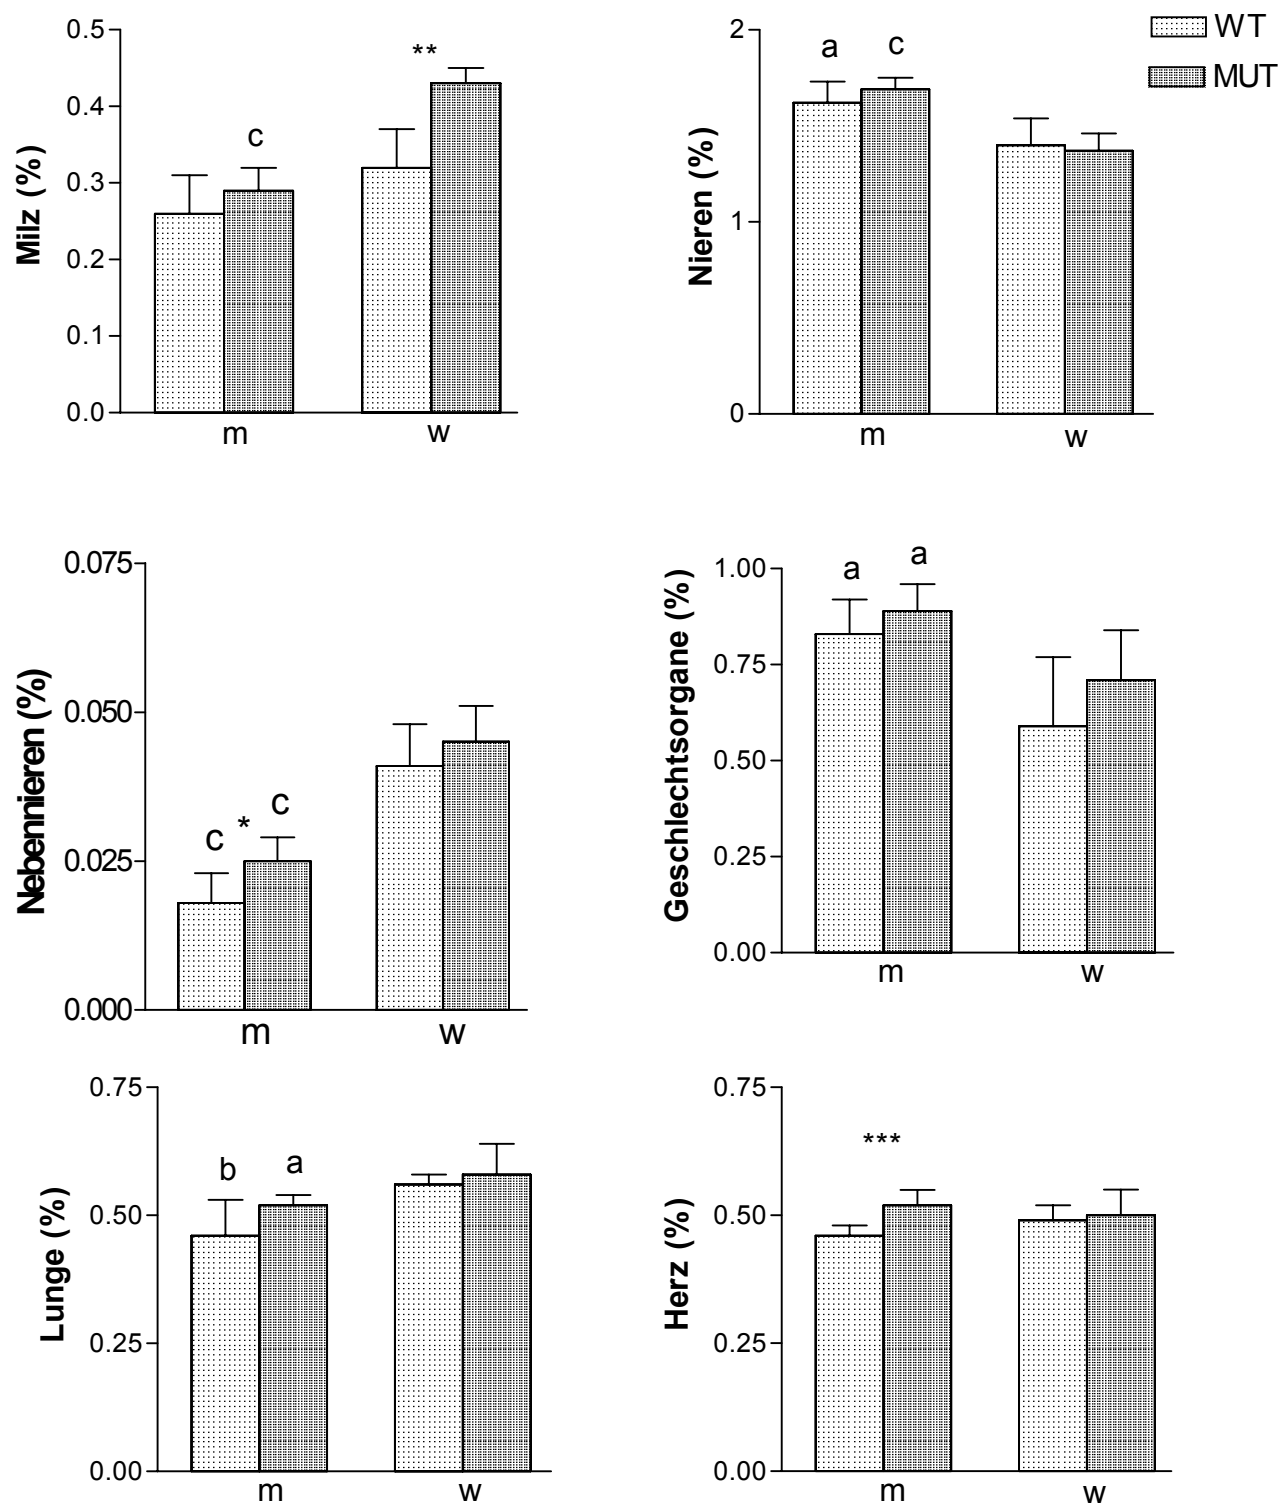 WT
MUT
Milz (%)
0.5
0.4
0.3
0.2
0.1
0.0
c
**
m
w
Nieren (%)
2
1
0
a
c
m
w
Nebennieren (%)
0.075
0.050
0.025
0.000
c
*
c
m
w
Geschlechtsorgane (%)
1.00
0.75
0.50
0.25
0.00
a
a
m
w
Lunge (%)
0.75
0.50
0.25
0.00
b
a
m
w
Herz (%)
0.75
0.50
0.25
0.00
***
m
w